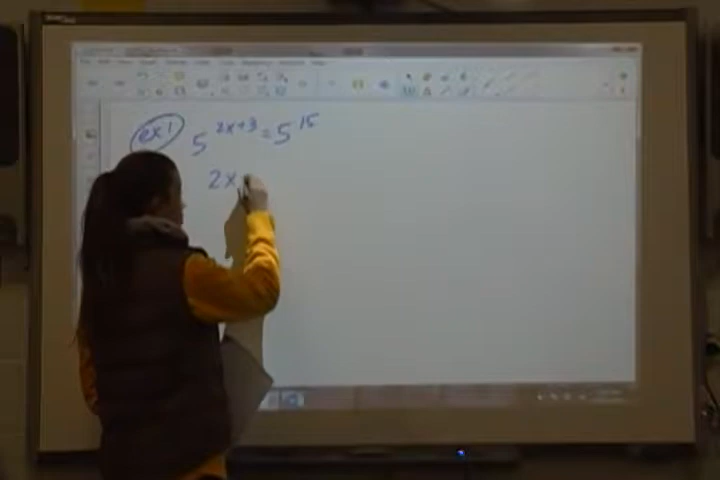 ex1 5^{2x+3} = 5^{15}
2x